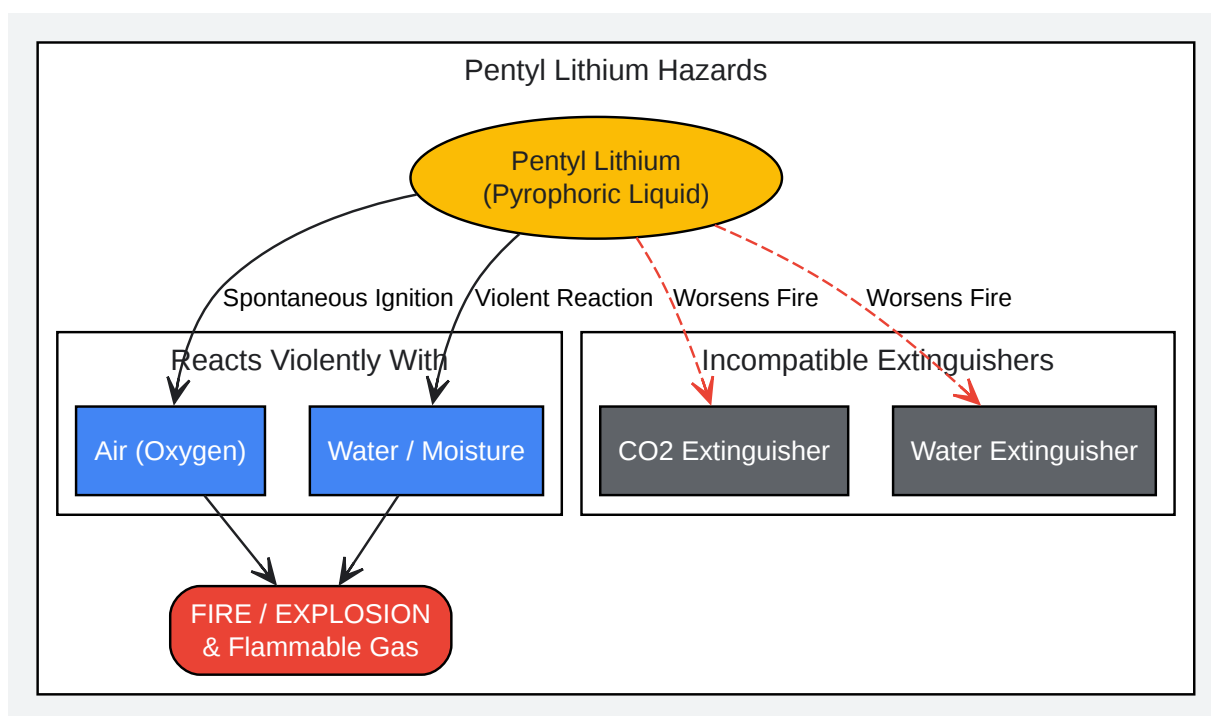 Pentyl Lithium Hazards
Pentyl Lithium
(Pyrophoric Liquid)
Spontaneous Ignition
Violent Reaction
Worsens Fire
Worsens Fire
Reacts Violently With
Incompatible Extinguishers
Air (Oxygen)
Water / Moisture
CO2 Extinguisher
Water Extinguisher
FIRE / EXPLOSION
& Flammable Gas